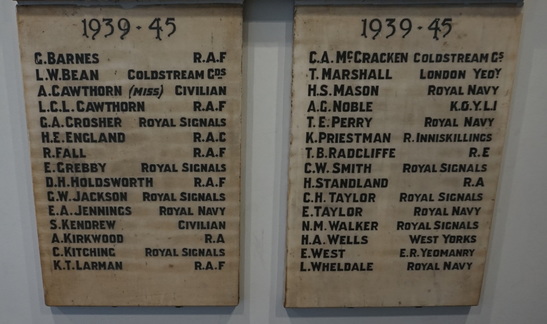 1939-45
G. BARNES R.A.F
L.W. BEAN COLDSTREAM GDS
A. CAWTHORN (MISS) CIVILIAN
L.C.L. CAWTHORN R.A.F
G.A. CROSHER ROYAL SIGNALS
H.E. ENGLAND R.A.C
R. FALL R.A.F
E. GREBBY ROYAL SIGNALS
D.H. HOLDSWORTH R.A.F
G.W. JACKSON ROYAL SIGNALS
E.A. JENNINGS ROYAL NAVY
S. KENDREW CIVILIAN
A. KIRKWOOD R.A
C. KITCHING ROYAL SIGNALS
K.T. LARMAN R.A.F
1939-45
C.A. McCRACKEN COLDSTREAM GS
T. MARSHALL LONDON YEOY
H.S. MASON ROYAL NAVY
A.G. NOBLE K.O.Y.L.I
T.E. PERRY ROYAL NAVY
K. PRIESTMAN R. INNISKILLINGS
T.B. RADCLIFFE R.E
C.W. SMITH ROYAL SIGNALS
H. STANDLAND R.A
C.H. TAYLOR ROYAL SIGNALS
E. TAYLOR ROYAL NAVY
N.M. WALKER ROYAL SIGNALS
H.A. WELLS WEST YORKS
E. WEST E.R. YEOMANRY
L. WHELDALE ROYAL NAVY